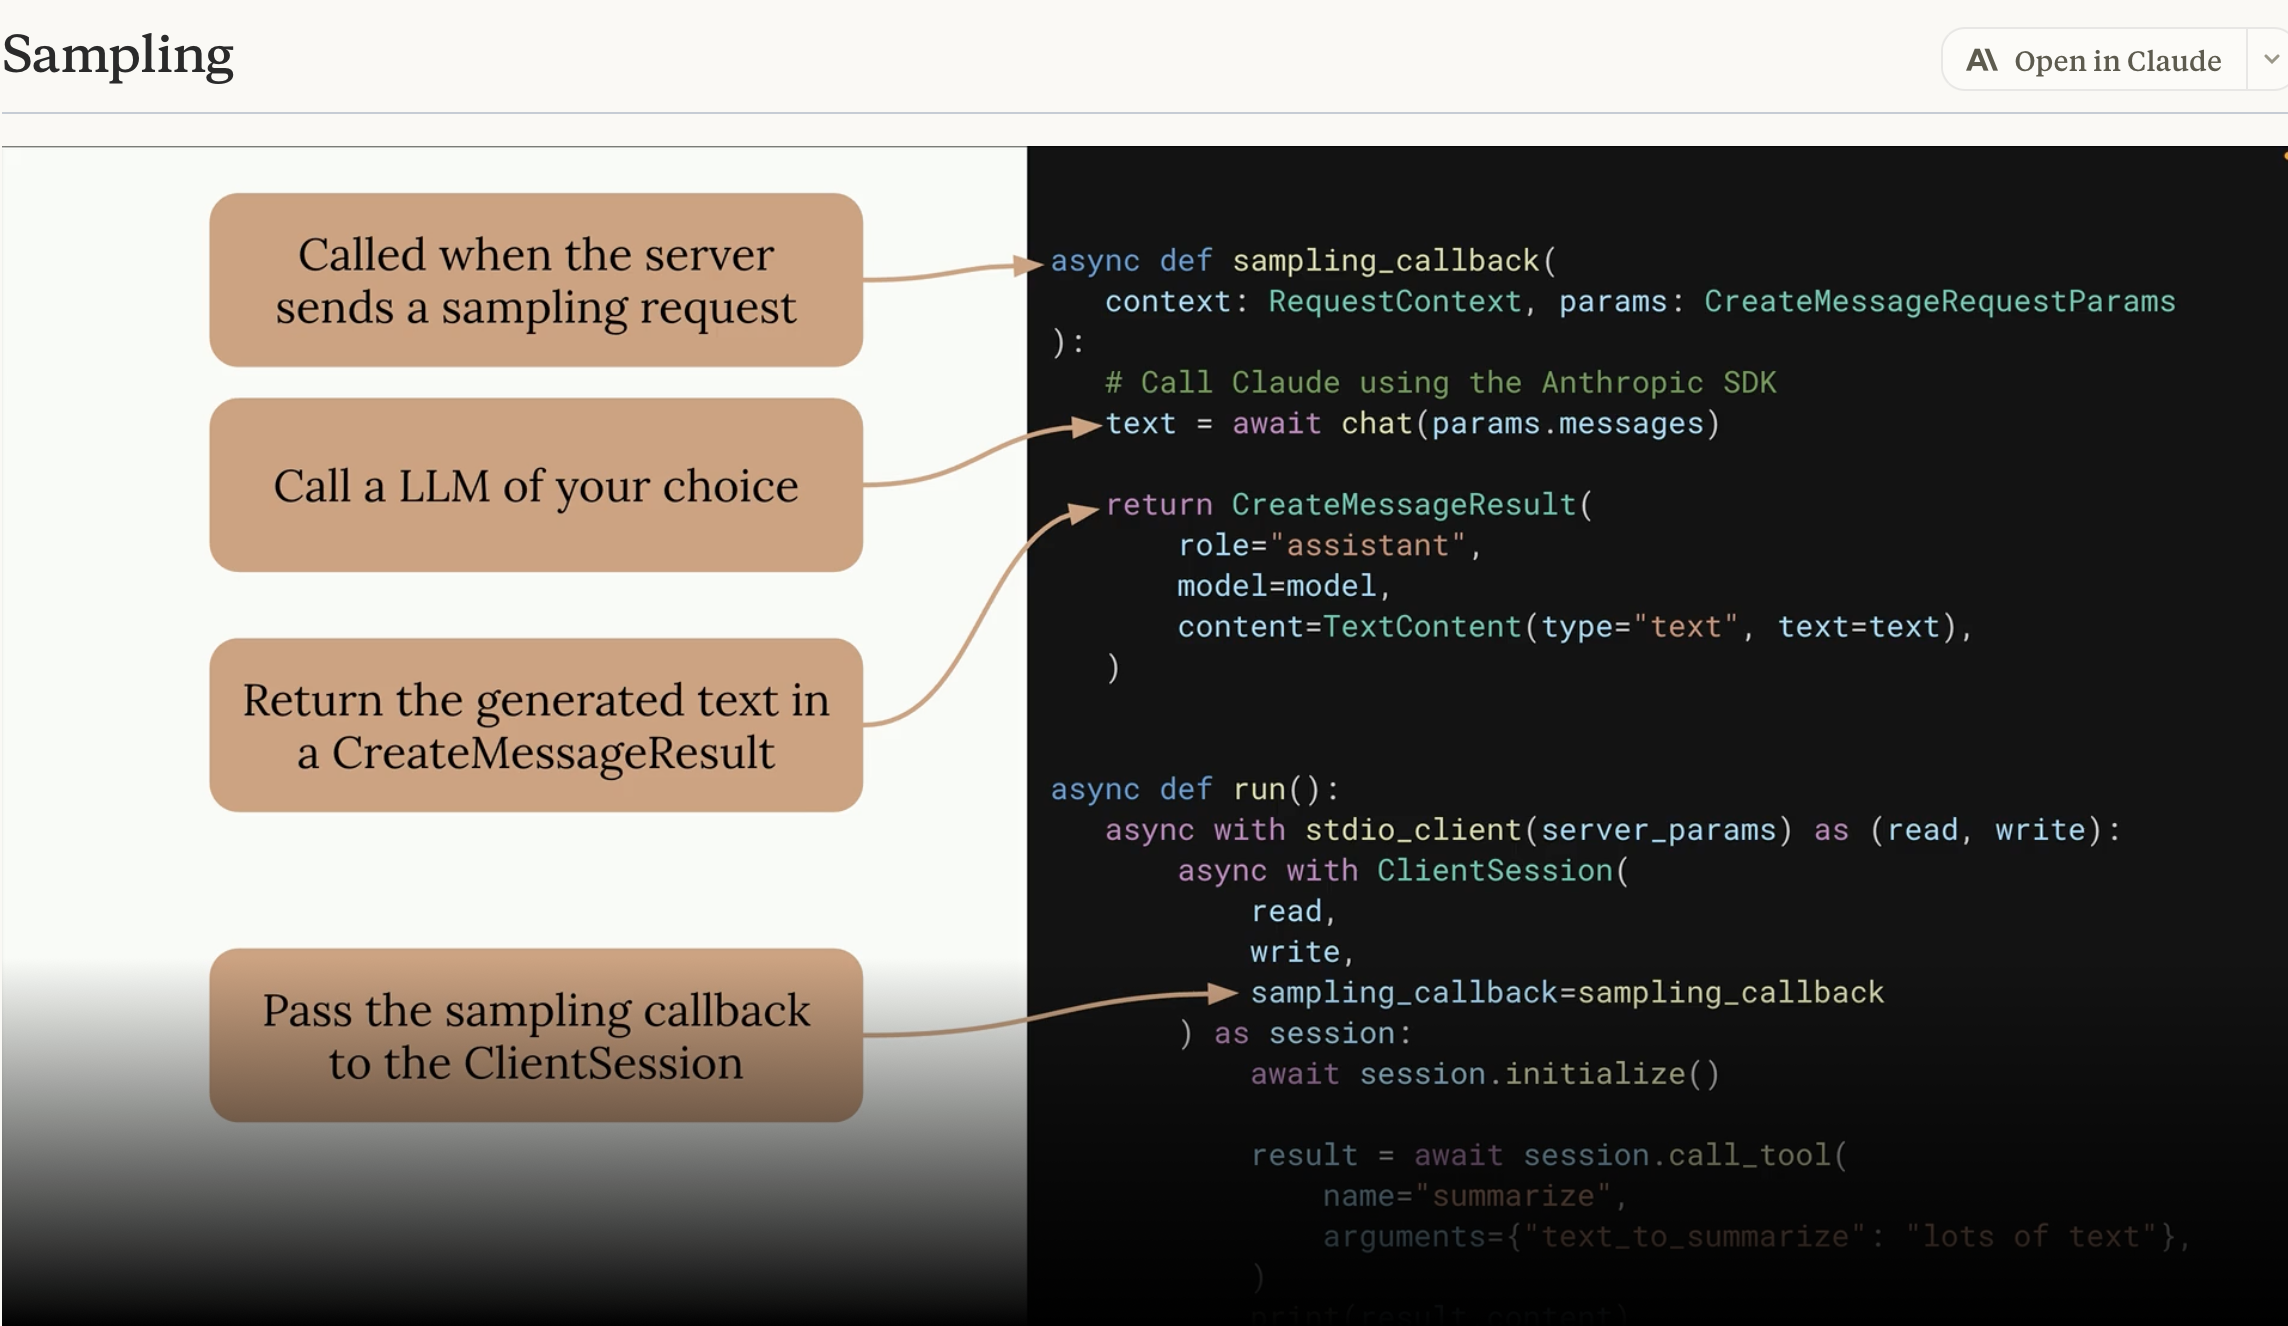 Sampling
Open in Claude
Called when the server
sends a sampling request
Call a LLM of your choice
Return the generated text in
a CreateMessageResult
Pass the sampling callback
to the ClientSession
async def sampling_callback(
    context: RequestContext, params: CreateMessageRequestParams
):
    # Call Claude using the Anthropic SDK
    text = await chat(params.messages)
    return CreateMessageResult(
        role="assistant",
        model=model,
        content=TextContent(type="text", text=text),
    )
async def run():
    async with stdio_client(server_params) as (read, write):
        async with ClientSession(
            read,
            write,
            sampling_callback=sampling_callback
        ) as session:
            await session.initialize()
            result = await session.call_tool(
                name="summarize",
                arguments={"text_to_summarize": "lots of text"},
            )
            print(result.content)